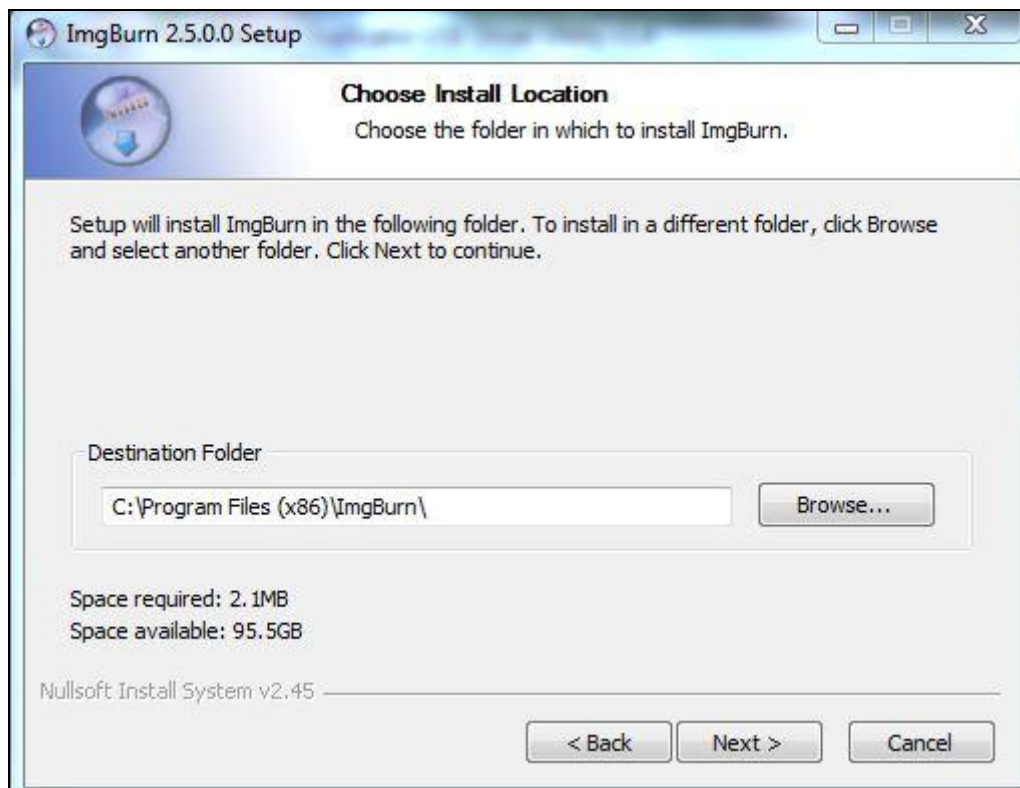 ImgBurn 2.5.0.0 Setup
Choose Install Location
Choose the folder in which to install ImgBurn.
Setup will install ImgBurn in the following folder. To install in a different folder, click Browse
and select another folder. Click Next to continue.
Destination Folder
C:\Program Files (x86)\ImgBurn\
Browse...
Space required: 2.1MB
Space available: 95.5GB
Nullsoft Install System v2.45
< Back
Next >
Cancel